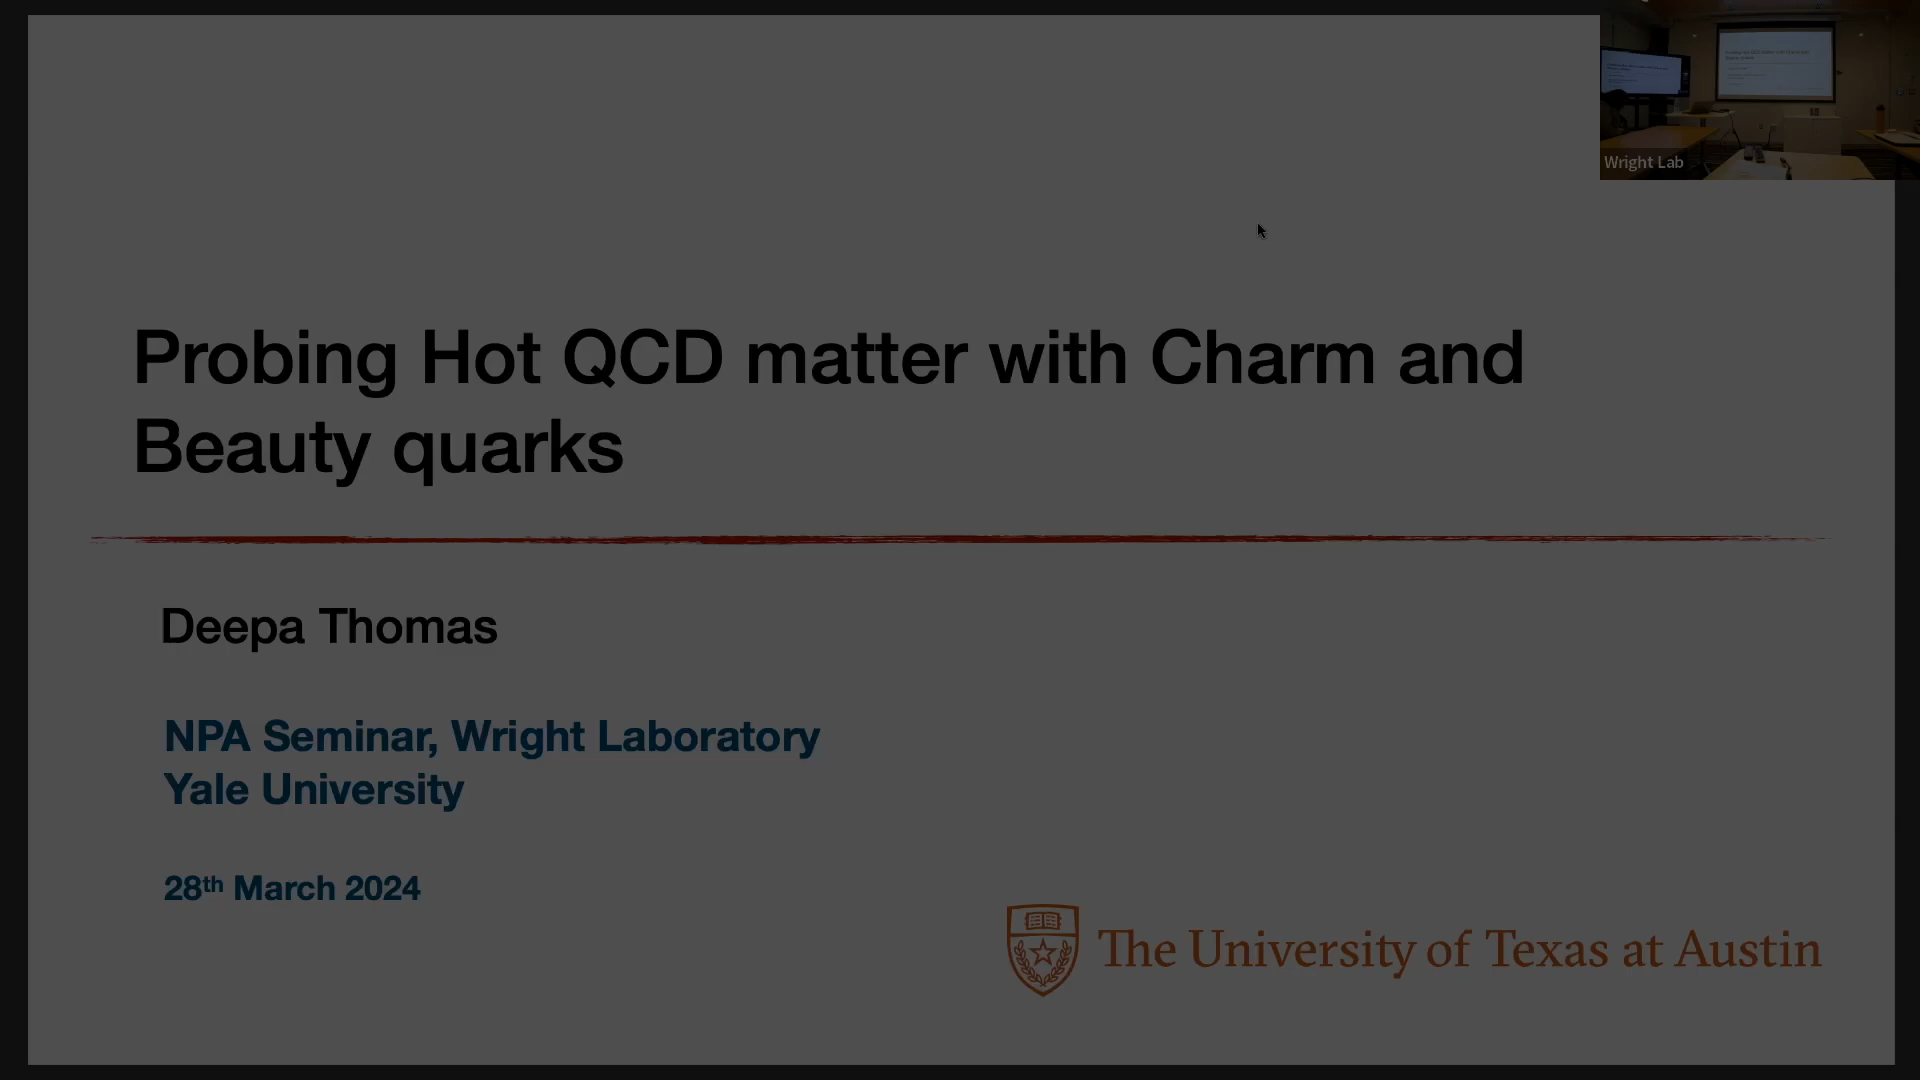 Wright Lab
Probing Hot QCD matter with Charm and
Beauty quarks
Deepa Thomas
NPA Seminar, Wright Laboratory
Yale University
28th March 2024
The University of Texas at Austin